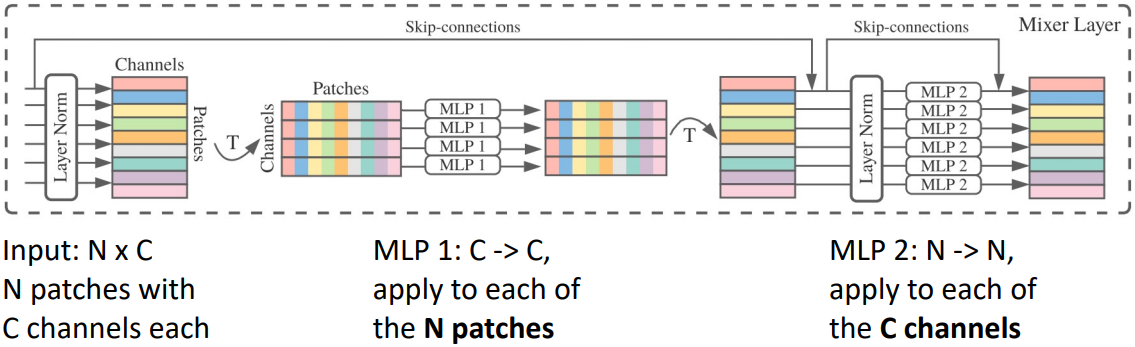 Skip-connections
Skip-connections
Mixer Layer
Channels
Patches
Layer Norm
Patches
T
Channels
MLP 1
MLP 1
MLP 1
MLP 1
T
Layer Norm
MLP 2
MLP 2
MLP 2
MLP 2
MLP 2
MLP 2
Input: N x C
N patches with
C channels each
MLP 1: C -> C,
apply to each of
the N patches
MLP 2: N -> N,
apply to each of
the C channels